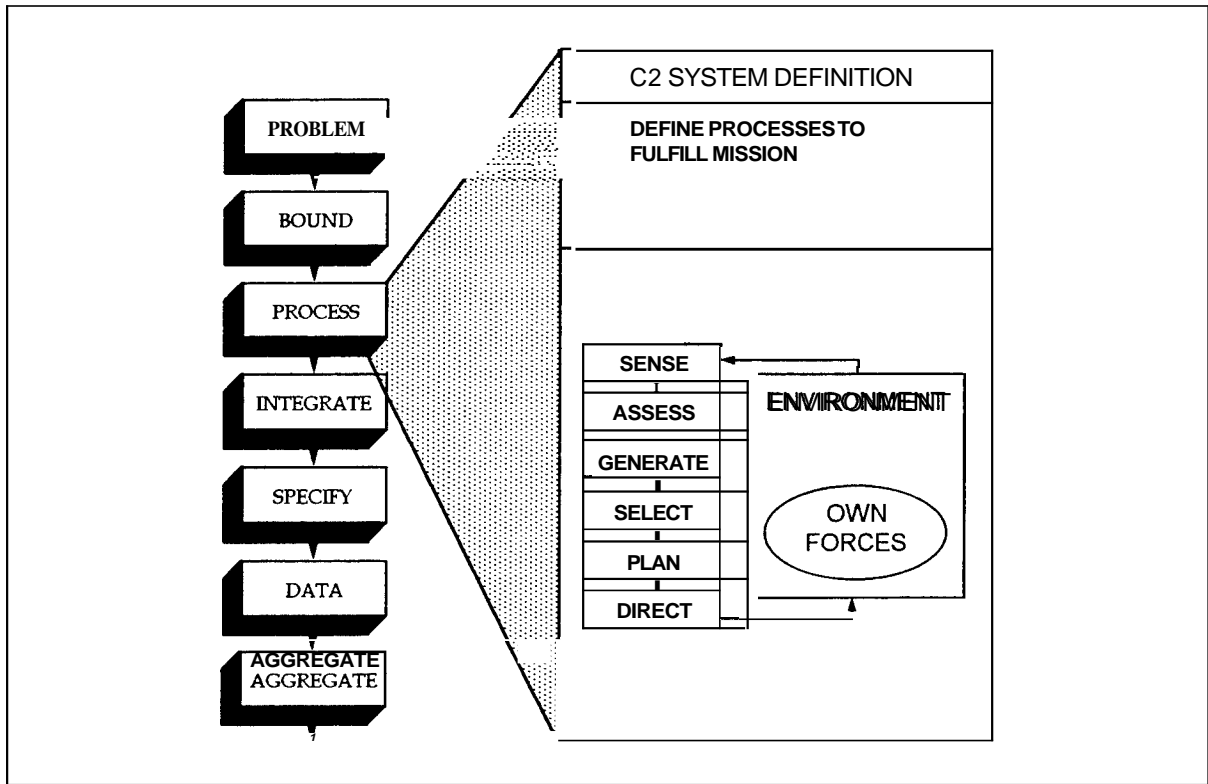 PROBLEM
BOUND
PROCESS
INTEGRATE
SPECIFY
DATA
AGGREGATE
AGGREGATE
C2 SYSTEM DEFINITION
DEFINE PROCESSES TO
FULFILL MISSION
SENSE
ASSESS
GENERATE
SELECT
PLAN
DIRECT
ENVIRONMENT
OWN
FORCES